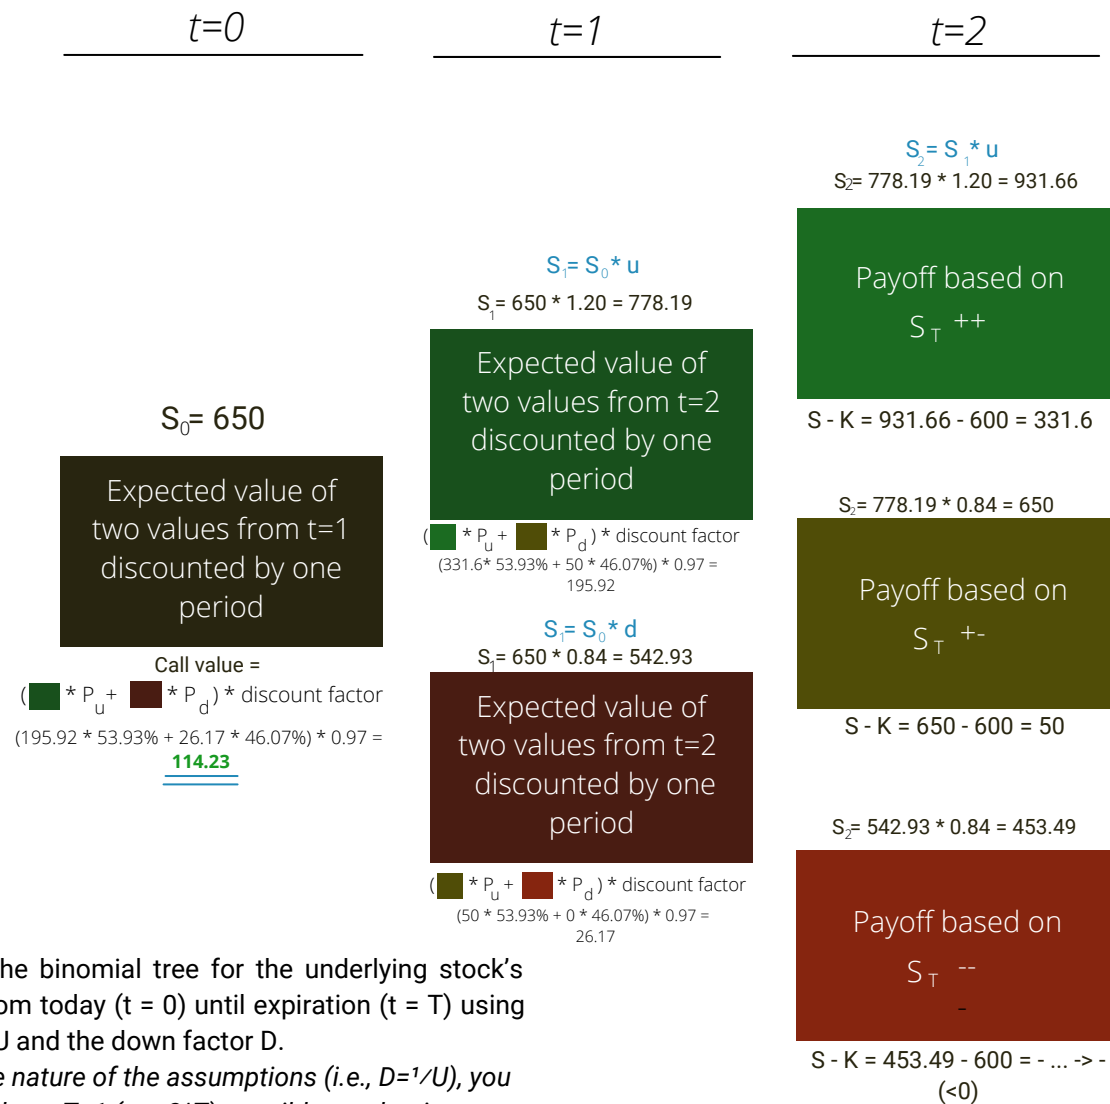 t=0
t=1
t=2
S₂= S₁* u
S₂= 778.19 * 1.20 = 931.66
Payoff based on
S T ++
S - K = 931.66 - 600 = 331.6
S₁= S₀* u
S₁= 650 * 1.20 = 778.19
Expected value of
two values from t=2
discounted by one
period
( * Pu + * Pd ) * discount factor
(331.6* 53.93% + 50 * 46.07%) * 0.97 =
195.92
S₀= 650
Expected value of
two values from t=1
discounted by one
period
Call value =
( * Pu + * Pd ) * discount factor
(195.92 * 53.93% + 26.17 * 46.07%) * 0.97 =
114.23
S₂= 778.19 * 0.84 = 650
Payoff based on
S T +-
S - K = 650 - 600 = 50
S₁= S₀* d
S₁= 650 * 0.84 = 542.93
Expected value of
two values from t=2
discounted by one
period
( * Pu + * Pd ) * discount factor
(50 * 53.93% + 0 * 46.07%) * 0.97 =
26.17
S₂= 542.93 * 0.84 = 453.49
Payoff based on
S T --
-
S - K = 453.49 - 600 = - ... -> -
(<0)
he binomial tree for the underlying stock's
om today (t = 0) until expiration (t = T) using
U and the down factor D.
e nature of the assumptions (i.e., D=¹⁄U), you